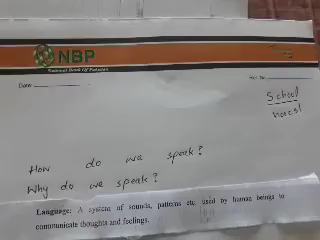 NBP
National Bank Of Pakistan
Date
Ref. No.
School
notes!
How do we speak?
Why do we speak?
Language: A system of sounds, patterns etc. used by human beings to
communicate thoughts and feelings.